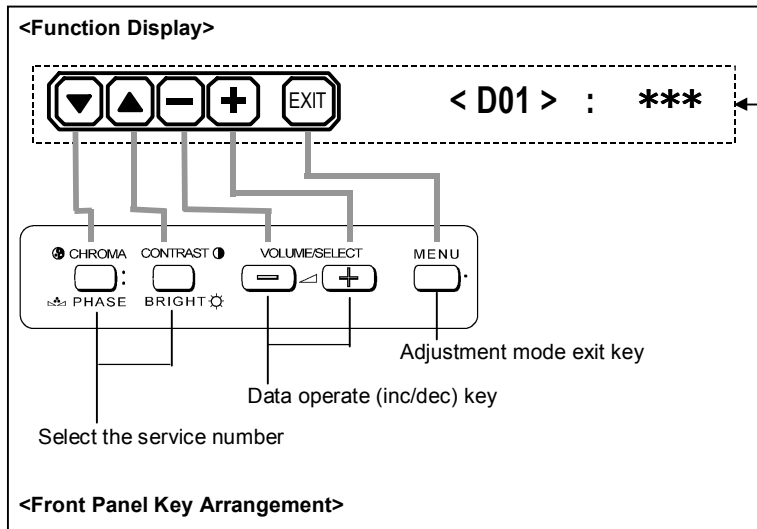 <Function Display>
EXIT < D01 > : ***
CHROMA CONTRAST VOLUME/SELECT MENU
PHASE BRIGHT
Adjustment mode exit key
Data operate (inc/dec) key
Select the service number
<Front Panel Key Arrangement>